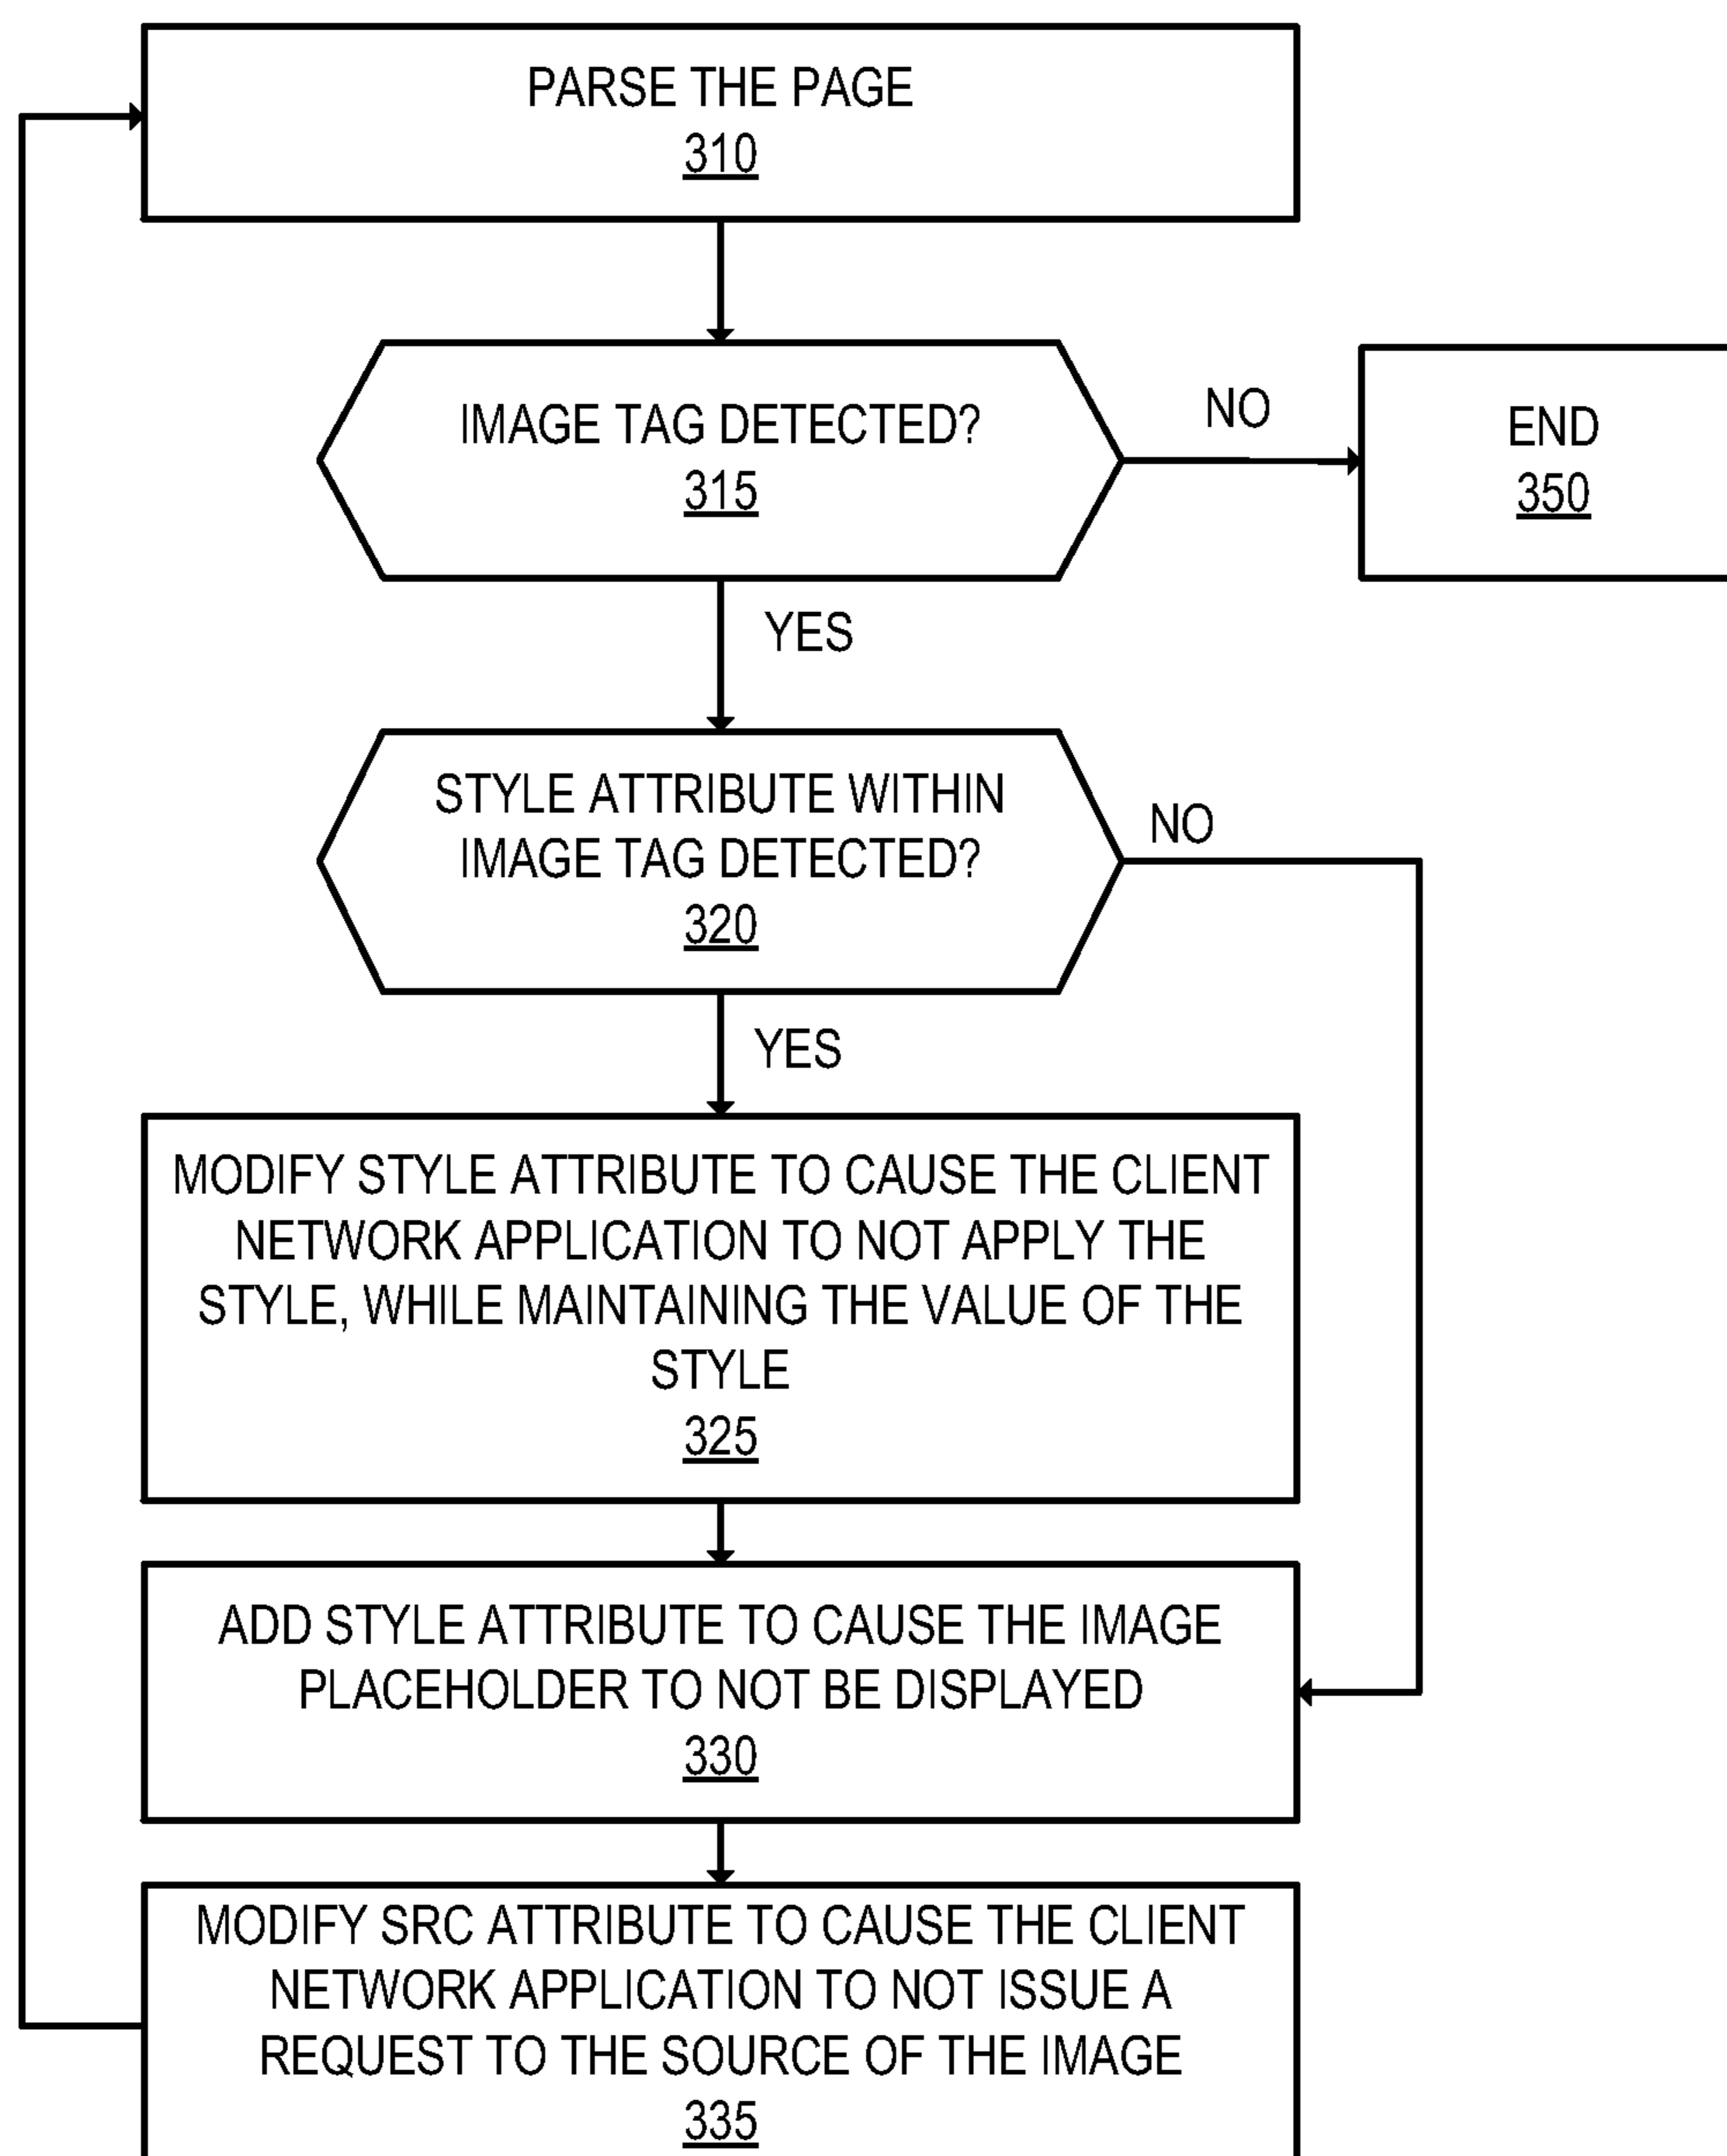 PARSE THE PAGE
310
IMAGE TAG DETECTED?
315
NO
END
350
YES
STYLE ATTRIBUTE WITHIN
IMAGE TAG DETECTED?
320
NO
YES
MODIFY STYLE ATTRIBUTE TO CAUSE THE CLIENT
NETWORK APPLICATION TO NOT APPLY THE
STYLE, WHILE MAINTAINING THE VALUE OF THE
STYLE
325
ADD STYLE ATTRIBUTE TO CAUSE THE IMAGE
PLACEHOLDER TO NOT BE DISPLAYED
330
MODIFY SRC ATTRIBUTE TO CAUSE THE CLIENT
NETWORK APPLICATION TO NOT ISSUE A
REQUEST TO THE SOURCE OF THE IMAGE
335